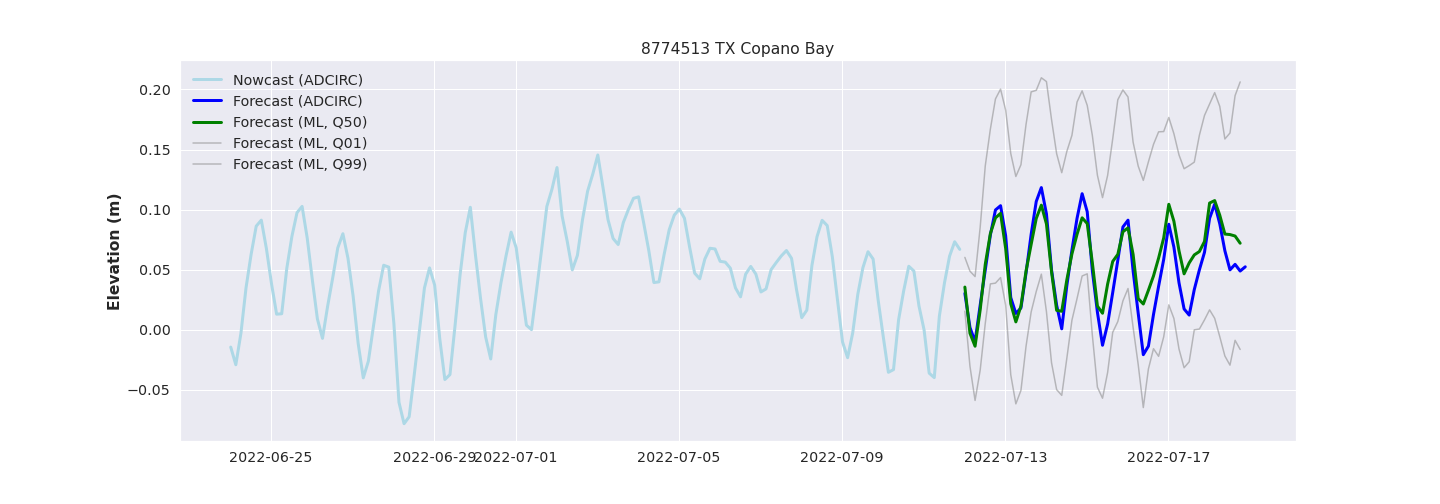 8774513 TX Copano Bay
Nowcast (ADCIRC)
Forecast (ADCIRC)
Forecast (ML, Q50)
Forecast (ML, Q01)
Forecast (ML, Q99)
Elevation (m)
0.20
0.15
0.10
0.05
0.00
−0.05
2022-06-25 2022-06-29 2022-07-01 2022-07-05 2022-07-09 2022-07-13 2022-07-17